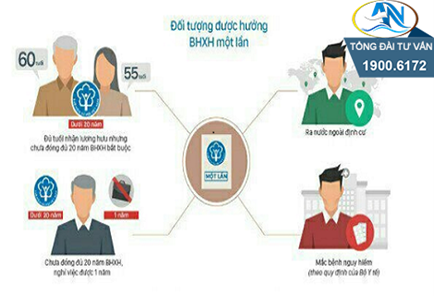 Đối tượng được hưởng
BHXH một lần
AN
TỔNG ĐÀI TƯ VẤN
1900.6172
60 tuổi
55 tuổi
Dưới 20 năm
Đủ tuổi nhận lương hưu nhưng
chưa đóng đủ 20 năm BHXH bắt buộc
Ra nước ngoài định cư
MỘT LẦN
Dưới 20 năm
1 năm
Chưa đóng đủ 20 năm BHXH,
nghỉ việc được 1 năm
Mắc bệnh nguy hiểm
(theo quy định của Bộ Y tế)